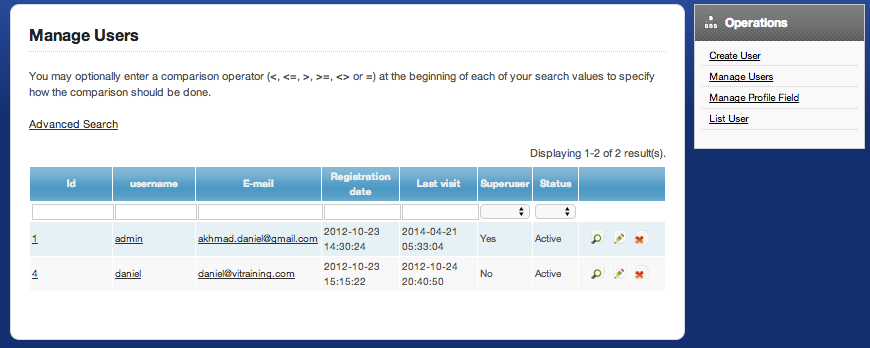 Manage Users
You may optionally enter a comparison operator (<, <=, >, >=, <> or =) at the beginning of each of your search values to specify
how the comparison should be done.
Advanced Search
Displaying 1-2 of 2 result(s).
Id username E-mail Registration date Last visit Superuser Status
1 admin akhmad.daniel@gmail.com 2012-10-23 14:30:24 2014-04-21 05:33:04 Yes Active
4 daniel daniel@vitraining.com 2012-10-23 15:15:22 2012-10-24 20:40:50 No Active
Operations
Create User
Manage Users
Manage Profile Field
List User